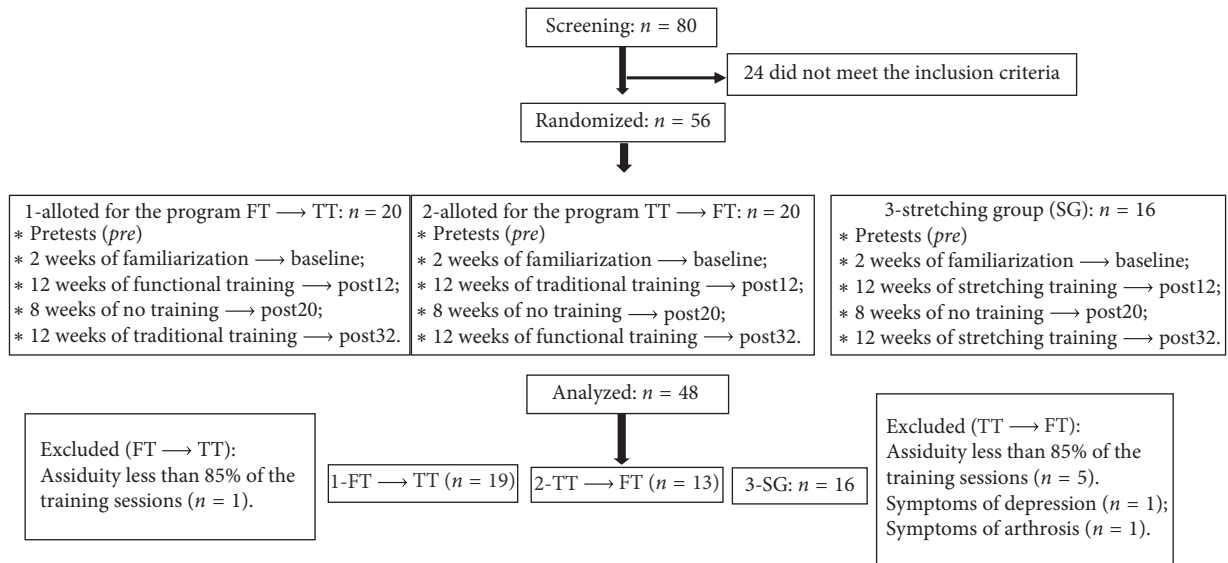 Screening: n = 80
24 did not meet the inclusion criteria
Randomized: n = 56
1-alloted for the program FT ⟶ TT: n = 20
∗ Pretests (pre)
∗ 2 weeks of familiarization ⟶ baseline;
∗ 12 weeks of functional training ⟶ post12;
∗ 8 weeks of no training ⟶ post20;
∗ 12 weeks of traditional training ⟶ post32.
2-alloted for the program TT ⟶ FT: n = 20
∗ Pretests (pre)
∗ 2 weeks of familiarization ⟶ baseline;
∗ 12 weeks of traditional training ⟶ post12;
∗ 8 weeks of no training ⟶ post20;
∗ 12 weeks of functional training ⟶ post32.
3-stretching group (SG): n = 16
∗ Pretests (pre)
∗ 2 weeks of familiarization ⟶ baseline;
∗ 12 weeks of stretching training ⟶ post12;
∗ 8 weeks of no training ⟶ post20;
∗ 12 weeks of stretching training ⟶ post32.
Analyzed: n = 48
Excluded (FT ⟶ TT):
Assiduity less than 85% of the
training sessions (n = 1).
1-FT ⟶ TT (n = 19)
2-TT ⟶ FT (n = 13)
3-SG: n = 16
Excluded (TT ⟶ FT):
Assiduity less than 85% of the
training sessions (n = 5).
Symptoms of depression (n = 1);
Symptoms of arthrosis (n = 1).